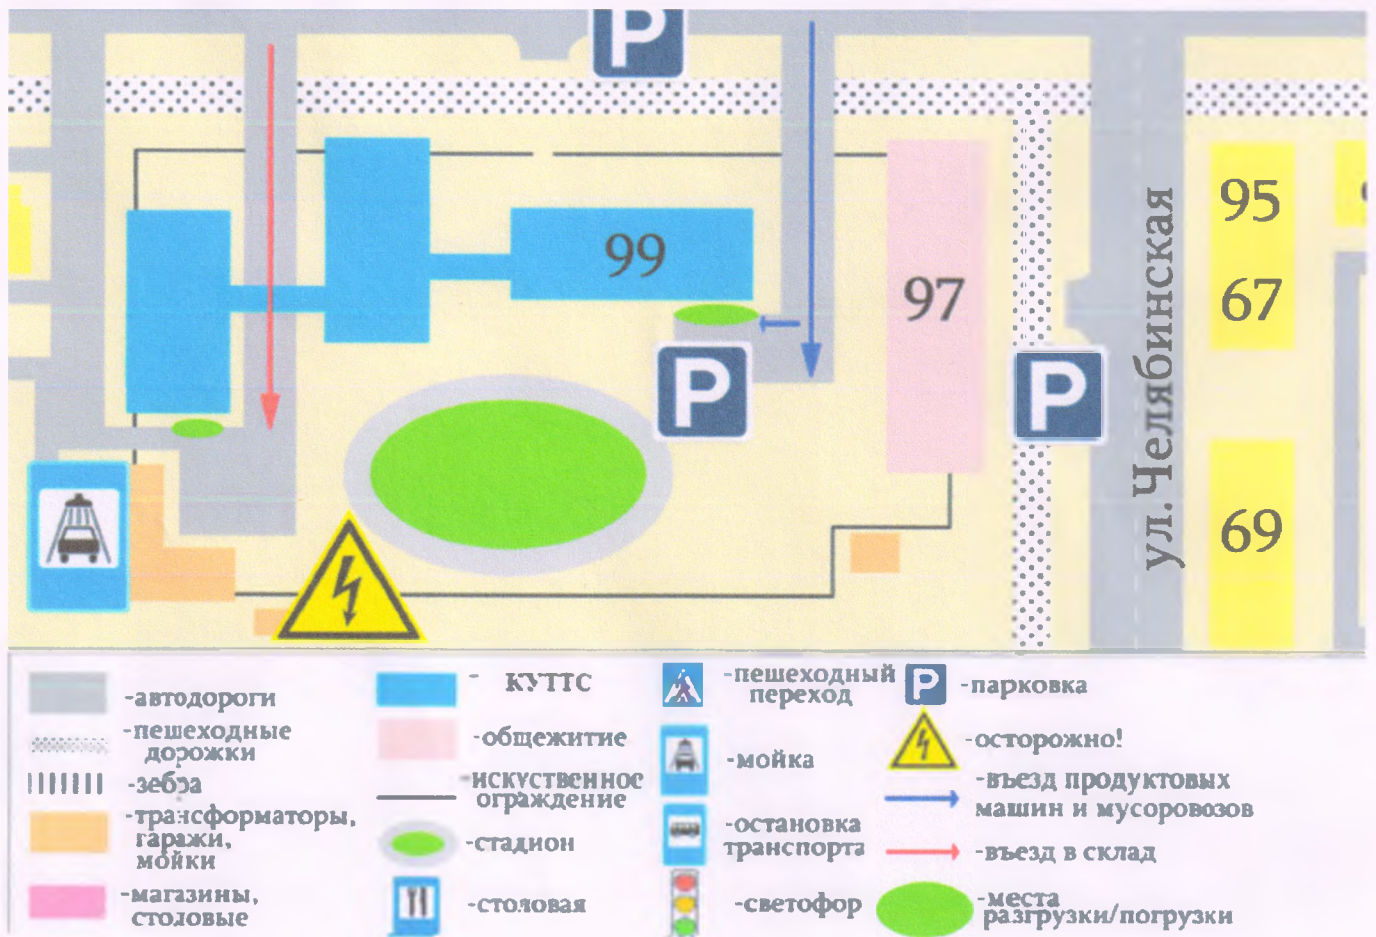 P
99
97
P
P
ул. Челябинская
95
67
69
-автодороги
-пешеходные
дорожки
-зебра
-трансформаторы,
гаражи,
мойки
-магазины,
столовые
- КУТТС
-общежитие
-искуственное
ограждение
-стадион
-столовая
-пешеходный
переход
-мойка
-остановка
транспорта
-светофор
P -парковка
-осторожно!
-въезд продуктовых
машин и мусоровозов
-въезд в склад
-места
разгрузки/погрузки